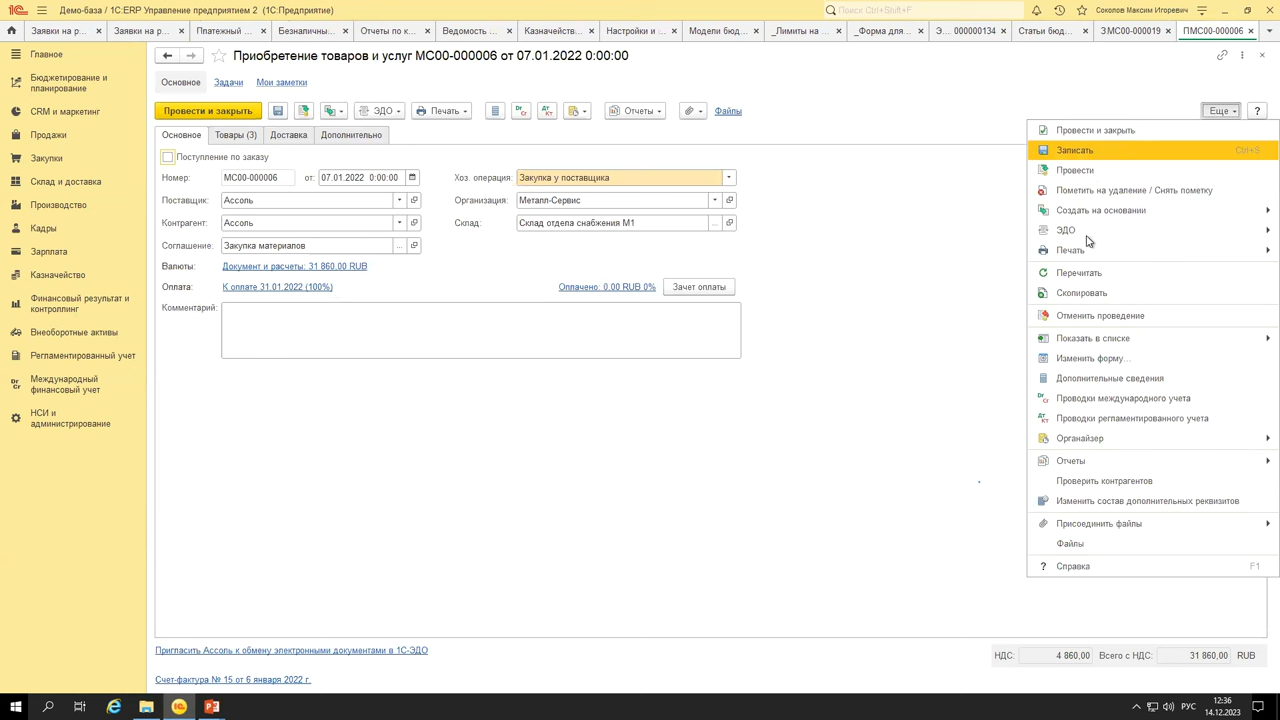 Демо-база / 1С:ERP Управление предприятием 2 (1С:Предприятие)
Поиск Ctrl+Shift+F
Соколов Максим Игоревич
Заявки на р...
Заявки на р...
Платежный ...
Безналичны...
Отчеты по к...
Ведомость ...
Казначейств...
Настройки и ...
Модели бюд...
_Лимиты на ...
_Форма для...
Э... 000000134
Статьи бюд...
З МС00-000019
ПМС00-000006
Главное
Бюджетирование и
планирование
CRM и маркетинг
Продажи
Закупки
Склад и доставка
Производство
Кадры
Зарплата
Казначейство
Финансовый результат и
контроллинг
Внеоборотные активы
Регламентированный учет
Международный
финансовый учет
НСИ и
администрирование
Приобретение товаров и услуг МС00-000006 от 07.01.2022 0:00:00
Основное
Задачи
Мои заметки
Провести и закрыть
ЭДО
Печать
Dr Cr
Дт Кт
Отчеты
Файлы
Еще
?
Основное
Товары (3)
Доставка
Дополнительно
Поступление по заказу
Номер: МС00-000006 от: 07.01.2022 0:00:00
Хоз. операция: Закупка у поставщика
Поставщик: Ассоль
Организация: Металл-Сервис
Контрагент: Ассоль
Склад: Склад отдела снабжения М1
Соглашение: Закупка материалов
Валюты: Документ и расчеты: 31 860,00 RUB
Оплата: К оплате 31.01.2022 (100%)
Оплачено: 0,00 RUB 0%
Зачет оплаты
Комментарий:
Провести и закрыть
Записать Ctrl+S
Провести
Пометить на удаление / Снять пометку
Создать на основании
ЭДО
Печать
Перечитать
Скопировать
Отменить проведение
Показать в списке
Изменить форму...
Дополнительные сведения
Проводки международного учета
Проводки регламентированного учета
Органайзер
Отчеты
Проверить контрагентов
Изменить состав дополнительных реквизитов
Присоединить файлы
Файлы
? Справка F1
Пригласить Ассоль к обмену электронными документами в 1С-ЭДО
НДС: 4 860,00 Всего с НДС: 31 860,00 RUB
Счет-фактура № 15 от 6 января 2022 г.
РУС
12:36
14.12.2023